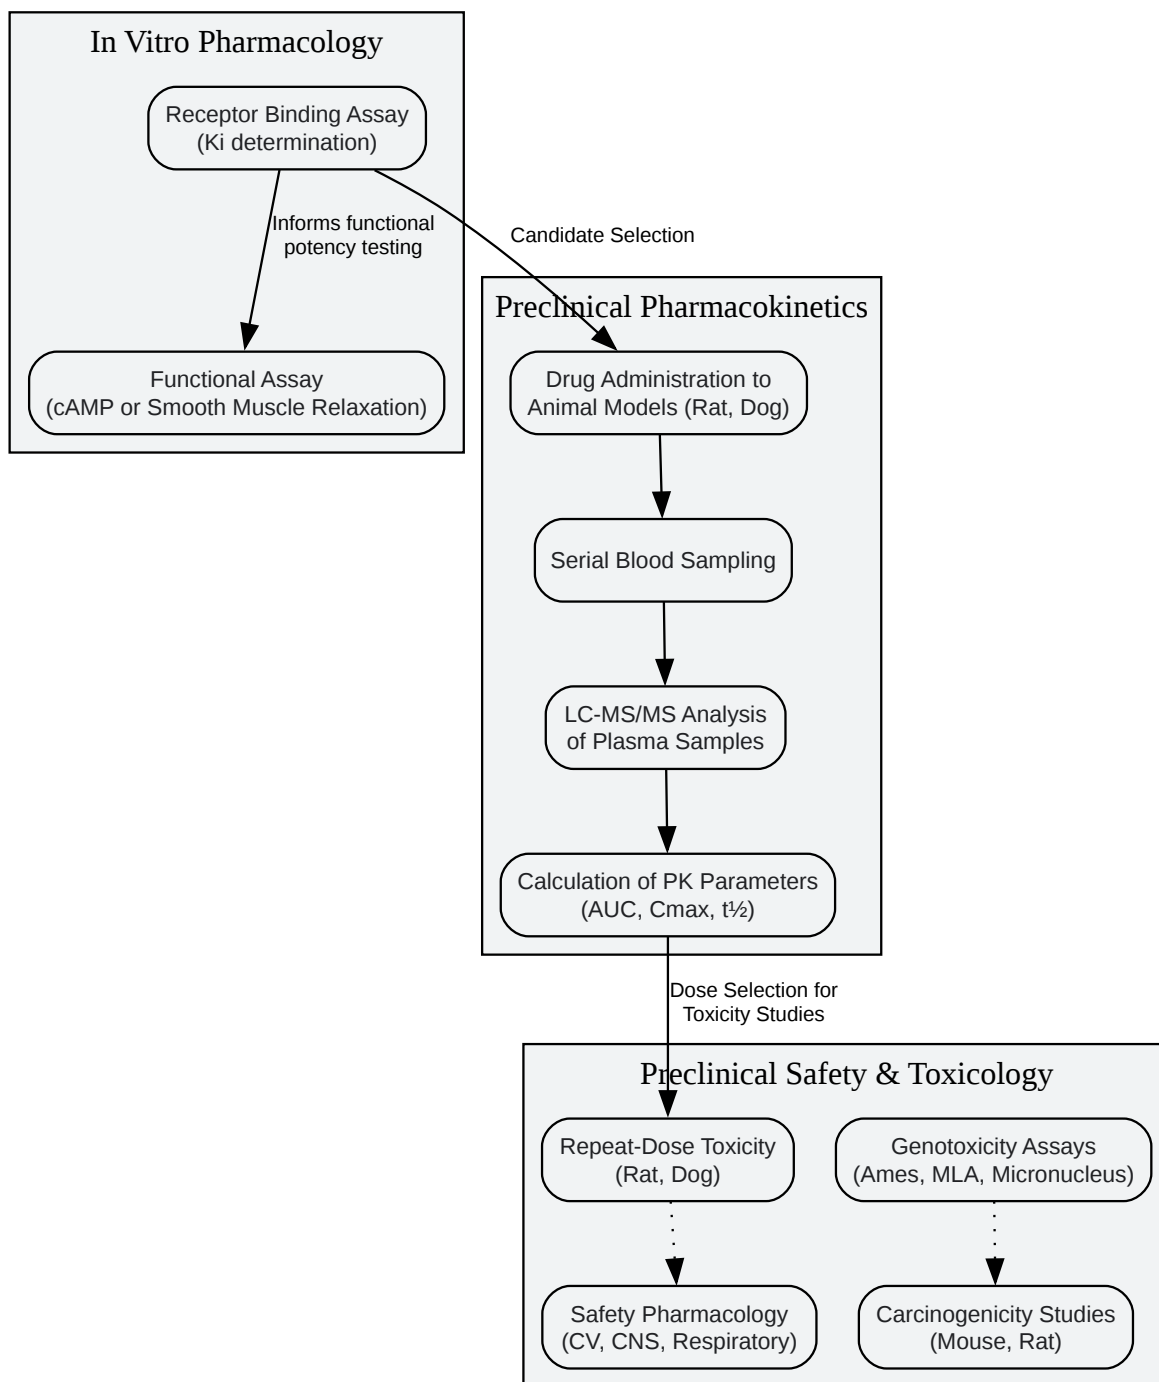 In Vitro Pharmacology
Receptor Binding Assay
(Ki determination)
Informs functional
potency testing
Candidate Selection
Functional Assay
(cAMP or Smooth Muscle Relaxation)
Preclinical Pharmacokinetics
Drug Administration to
Animal Models (Rat, Dog)
Serial Blood Sampling
LC-MS/MS Analysis
of Plasma Samples
Calculation of PK Parameters
(AUC, Cmax, t½)
Dose Selection for
Toxicity Studies
Preclinical Safety & Toxicology
Repeat-Dose Toxicity
(Rat, Dog)
Genotoxicity Assays
(Ames, MLA, Micronucleus)
Safety Pharmacology
(CV, CNS, Respiratory)
Carcinogenicity Studies
(Mouse, Rat)